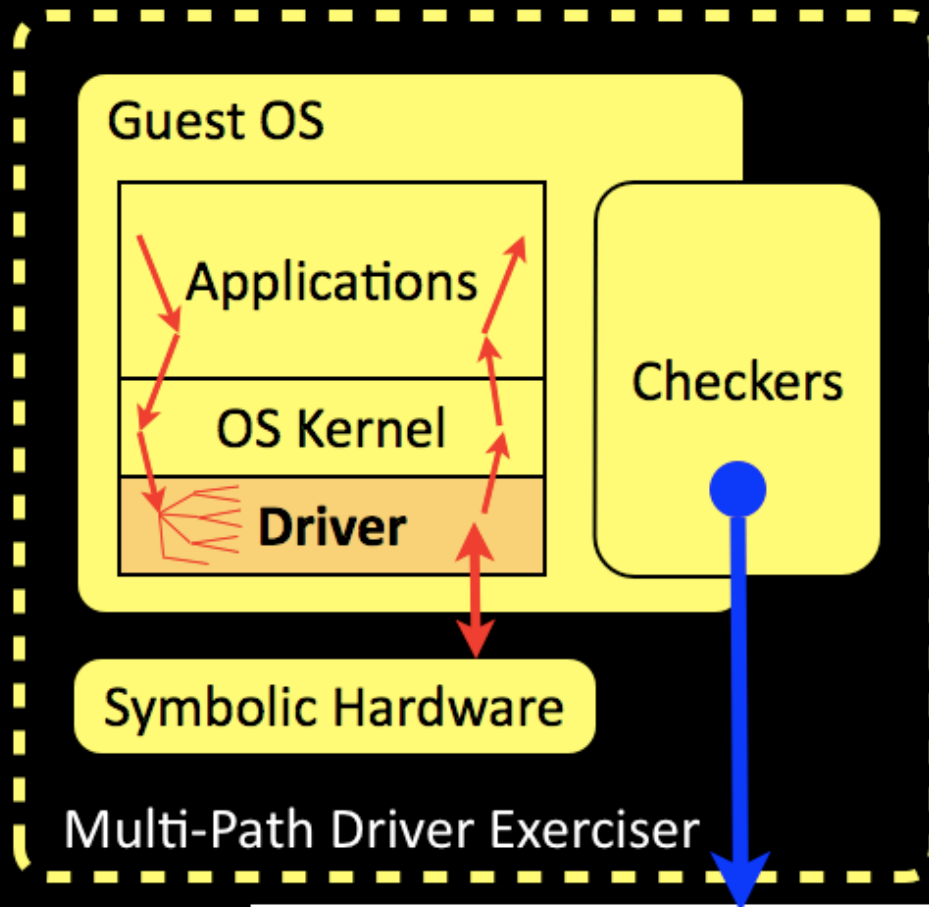 Guest OS
Applications
OS Kernel
Driver
Checkers
Symbolic Hardware
Multi-Path Driver Exerciser